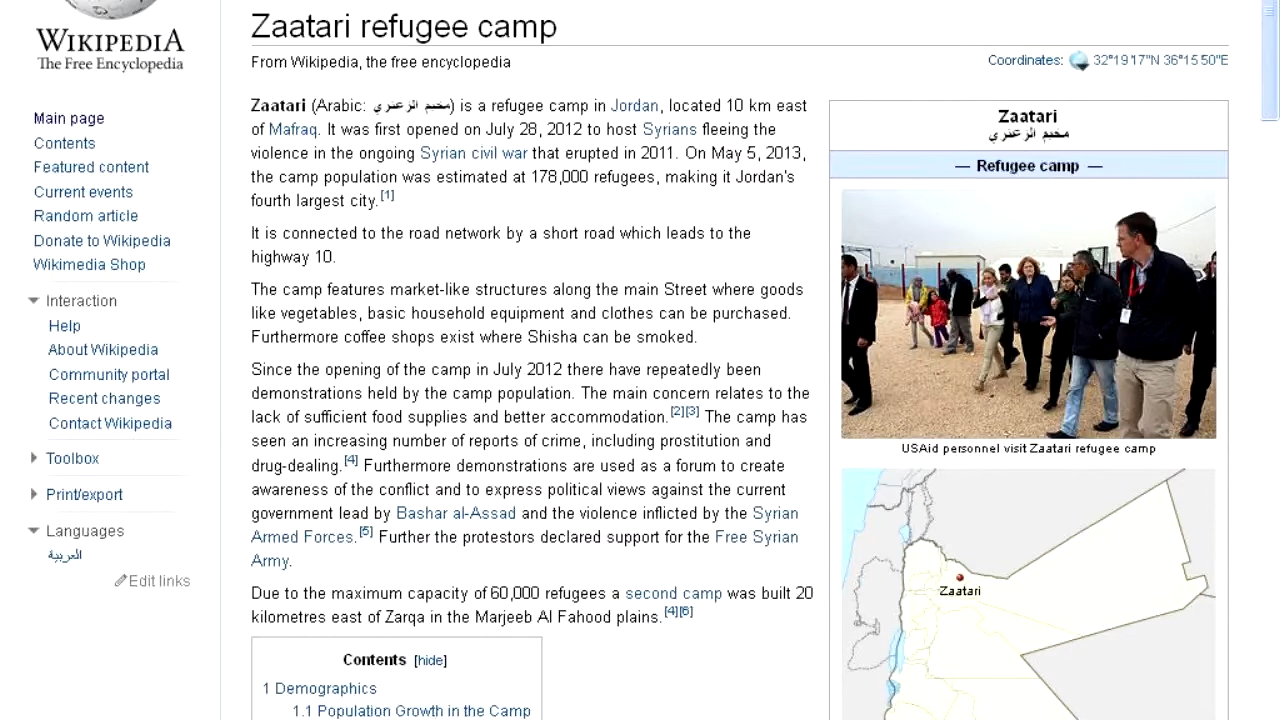 WIKIPEDIA
The Free Encyclopedia
Main page
Contents
Featured content
Current events
Random article
Donate to Wikipedia
Wikimedia Shop
Interaction
Help
About Wikipedia
Community portal
Recent changes
Contact Wikipedia
Toolbox
Print/export
Languages
العربية
Edit links
Zaatari refugee camp
From Wikipedia, the free encyclopedia
Coordinates: 32°19′17″N 36°15′50″E
Zaatari (Arabic: مخيم الزعتري) is a refugee camp in Jordan, located 10 km east
of Mafraq. It was first opened on July 28, 2012 to host Syrians fleeing the
violence in the ongoing Syrian civil war that erupted in 2011. On May 5, 2013,
the camp population was estimated at 178,000 refugees, making it Jordan's
fourth largest city.[1]
It is connected to the road network by a short road which leads to the
highway 10.
The camp features market-like structures along the main Street where goods
like vegetables, basic household equipment and clothes can be purchased.
Furthermore coffee shops exist where Shisha can be smoked.
Since the opening of the camp in July 2012 there have repeatedly been
demonstrations held by the camp population. The main concern relates to the
lack of sufficient food supplies and better accommodation.[2][3] The camp has
seen an increasing number of reports of crime, including prostitution and
drug-dealing.[4] Furthermore demonstrations are used as a forum to create
awareness of the conflict and to express political views against the current
government lead by Bashar al-Assad and the violence inflicted by the Syrian
Armed Forces.[5] Further the protestors declared support for the Free Syrian
Army.
Due to the maximum capacity of 60,000 refugees a second camp was built 20
kilometres east of Zarqa in the Marjeeb Al Fahood plains.[4][6]
Contents [hide]
1 Demographics
1.1 Population Growth in the Camp
Zaatari
مخيم الزعتري
— Refugee camp —
USAid personnel visit Zaatari refugee camp
Zaatari